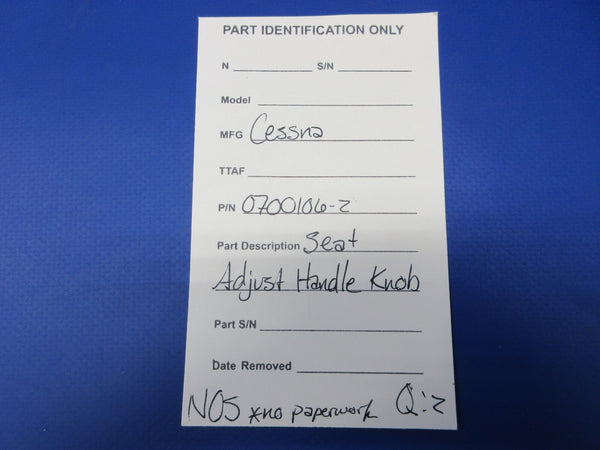 PART IDENTIFICATION ONLY
N S/N
Model
MFG Cessna
TTAF
P/N 0700106-2
Part Description Seat
Adjust Handle Knob
Part S/N
Date Removed
NOS *no paperwork Q:2